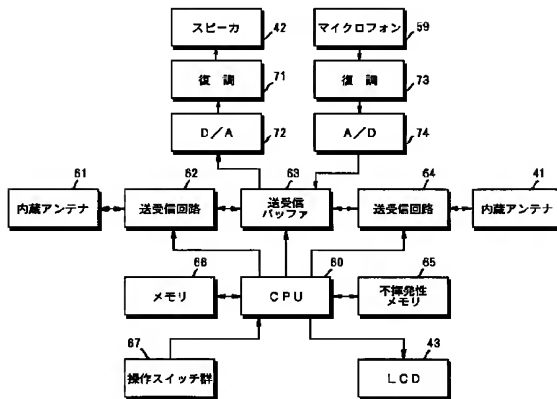 スピーカ
42
マイクロフォン
59
復 調
71
復 調
73
D/A
72
A/D
74
61
62
63
64
41
内蔵アンテナ
送受信回路
送受信
バッファ
送受信回路
内蔵アンテナ
66
60
65
メモリ
CPU
不揮発性
メモリ
67
43
操作スイッチ群
LCD